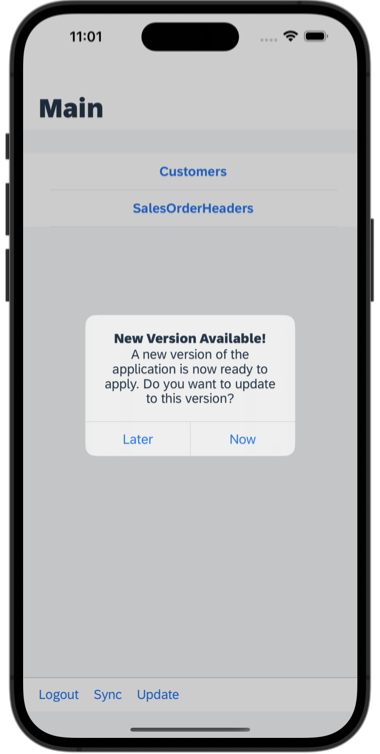 11:01
Main
Customers
SalesOrderHeaders
New Version Available!
A new version of the
application is now ready to
apply. Do you want to update
to this version?
Later Now
Logout Sync Update